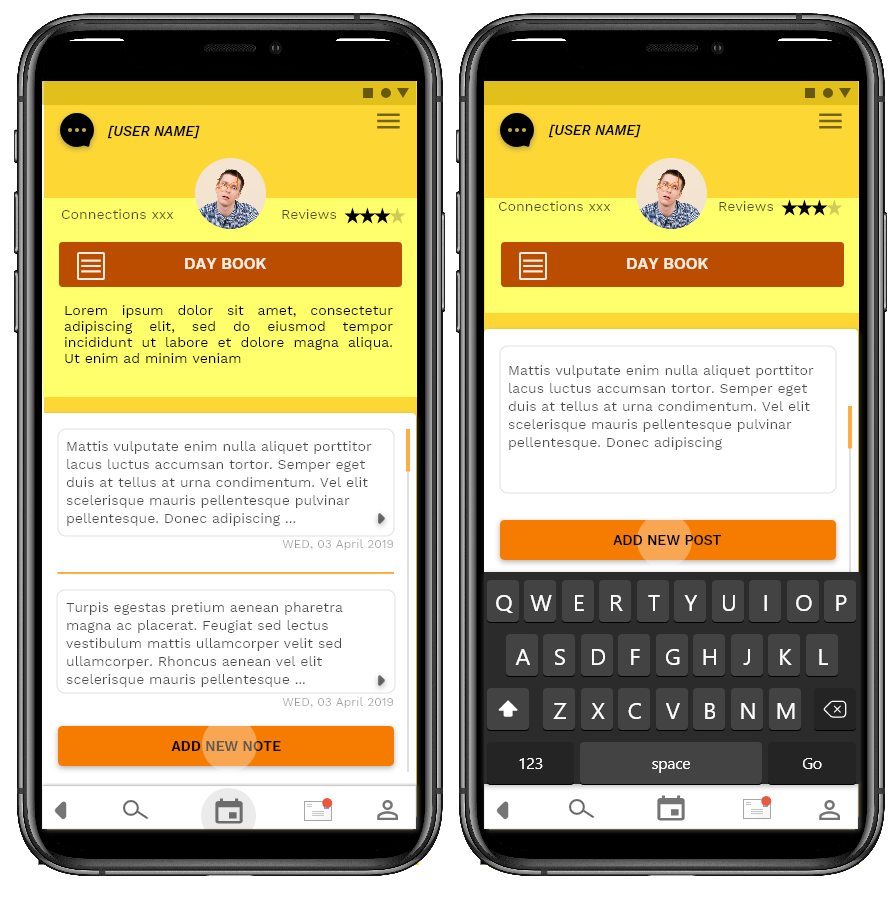 [USER NAME]
Connections xxx
Reviews
DAY BOOK
Lorem ipsum dolor sit amet, consectetur
adipiscing elit, sed do eiusmod tempor
incididunt ut labore et dolore magna aliqua.
Ut enim ad minim veniam
Mattis vulputate enim nulla aliquet porttitor
lacus luctus accumsan tortor. Semper eget
duis at tellus at urna condimentum. Vel elit
scelerisque mauris pellentesque pulvinar
pellentesque. Donec adipiscing ...
WED, 03 April 2019
Turpis egestas pretium aenean pharetra
magna ac placerat. Feugiat sed lectus
vestibulum mattis ullamcorper velit sed
ullamcorper. Rhoncus aenean vel elit
scelerisque mauris pellentesque ...
WED, 03 April 2019
ADD NEW NOTE
[USER NAME]
Connections xxx
Reviews
DAY BOOK
Mattis vulputate enim nulla aliquet porttitor
lacus luctus accumsan tortor. Semper eget
duis at tellus at urna condimentum. Vel elit
scelerisque mauris pellentesque pulvinar
pellentesque. Donec adipiscing
ADD NEW POST
Q W E R T Y U I O P
A S D F G H J K L
Z X C V B N M
123 space Go